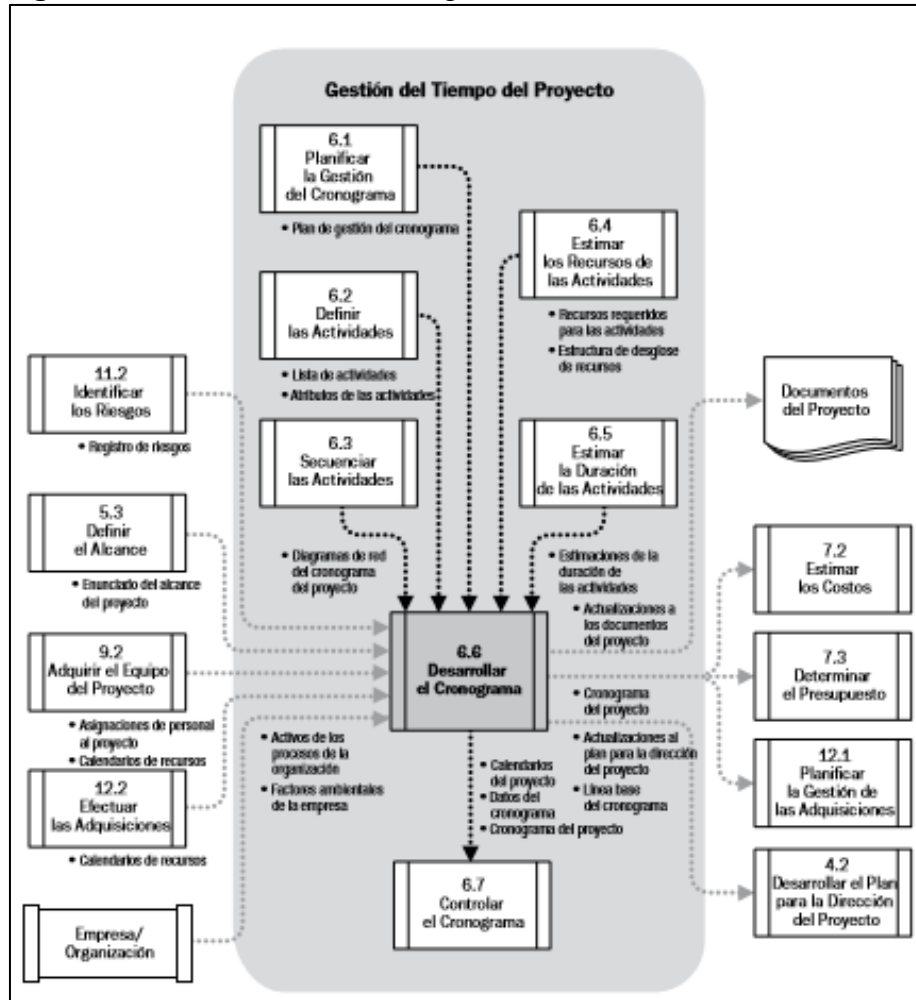 Gestión del Tiempo del Proyecto
6.1
Planificar
la Gestión
del Cronograma
• Plan de gestión del cronograma
6.2
Definir
las Actividades
• Lista de actividades
• Atributos de las actividades
6.3
Secuenciar
las Actividades
• Diagramas de red
del cronograma
del proyecto
6.4
Estimar
los Recursos de
las Actividades
• Recursos requeridos
para las actividades
• Estructura de desglose
de recursos
6.5
Estimar
la Duración
de las Actividades
• Estimaciones de la
duración de
las actividades
• Actualizaciones a
los documentos
del proyecto
11.2
Identificar
los Riesgos
• Registro de riesgos
5.3
Definir
el Alcance
• Enunciado del alcance
del proyecto
9.2
Adquirir el Equipo
del Proyecto
• Asignaciones de personal
al proyecto
• Calendarios de recursos
12.2
Efectuar
las Adquisiciones
• Calendarios de recursos
Empresa/
Organización
• Activos de los
procesos de la
organización
• Factores ambientales
de la empresa
6.6
Desarrollar
el Cronograma
• Calendarios
del proyecto
• Datos del
cronograma
• Cronograma del proyecto
• Cronograma
del proyecto
• Actualizaciones al
plan para la dirección
del proyecto
• Línea base
del cronograma
6.7
Controlar
el Cronograma
Documentos
del Proyecto
7.2
Estimar
los Costos
7.3
Determinar
el Presupuesto
12.1
Planificar
la Gestión de
las Adquisiciones
4.2
Desarrollar el Plan
para la Dirección
del Proyecto